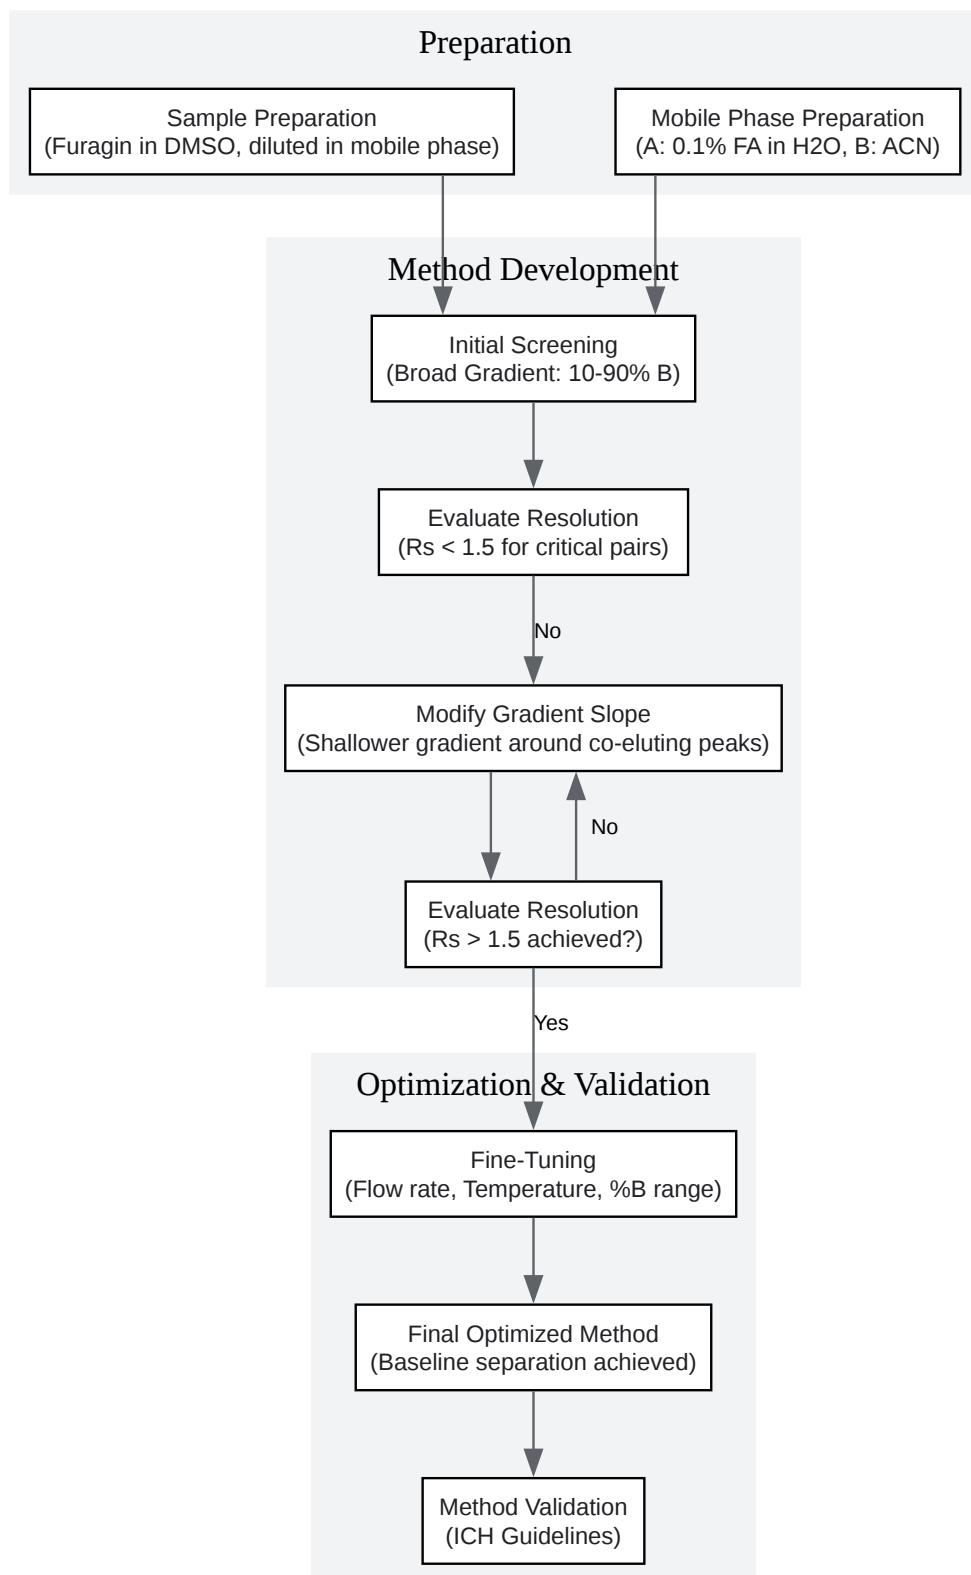 Preparation
Sample Preparation
(Furagin in DMSO, diluted in mobile phase)
Mobile Phase Preparation
(A: 0.1% FA in H2O, B: ACN)
Method Development
Initial Screening
(Broad Gradient: 10-90% B)
Evaluate Resolution
(Rs < 1.5 for critical pairs)
No
Modify Gradient Slope
(Shallower gradient around co-eluting peaks)
No
Evaluate Resolution
(Rs > 1.5 achieved?)
Yes
Optimization & Validation
Fine-Tuning
(Flow rate, Temperature, %B range)
Final Optimized Method
(Baseline separation achieved)
Method Validation
(ICH Guidelines)